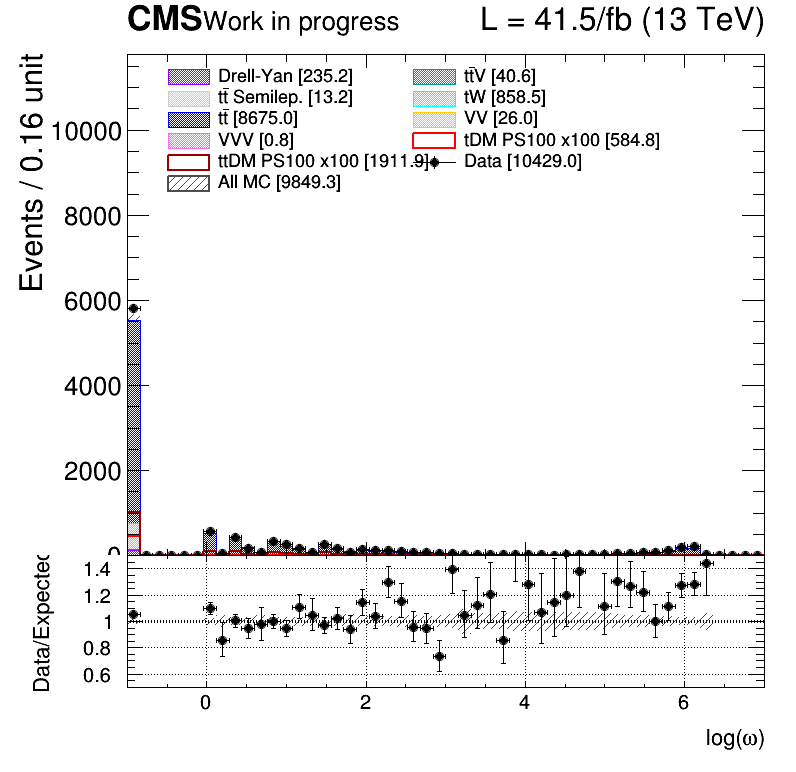 CMS Work in progress L = 41.5/fb (13 TeV)
Events / 0.16 unit
Drell-Yan [235.2] tt̄V [40.6]
tt̄ Semilep. [13.2] tW [858.5]
tt̄ [8675.0] VV [26.0]
VVV [0.8] tDM PS100 x100 [584.8]
ttDM PS100 x100 [1911.9] Data [10429.0]
All MC [9849.3]
10000
8000
6000
4000
2000
0
Data/Expected
1.4
1.2
1
0.8
0.6
0 2 4 6
log(ω)